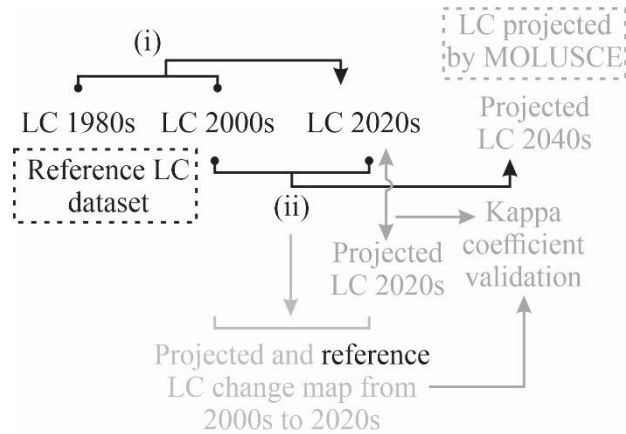 (i)
LC projected
by MOLUSCE
LC 1980s
LC 2000s
LC 2020s
Projected
LC 2040s
Reference LC
dataset
(ii)
Projected
LC 2020s
Kappa
coefficient
validation
Projected and reference
LC change map from
2000s to 2020s